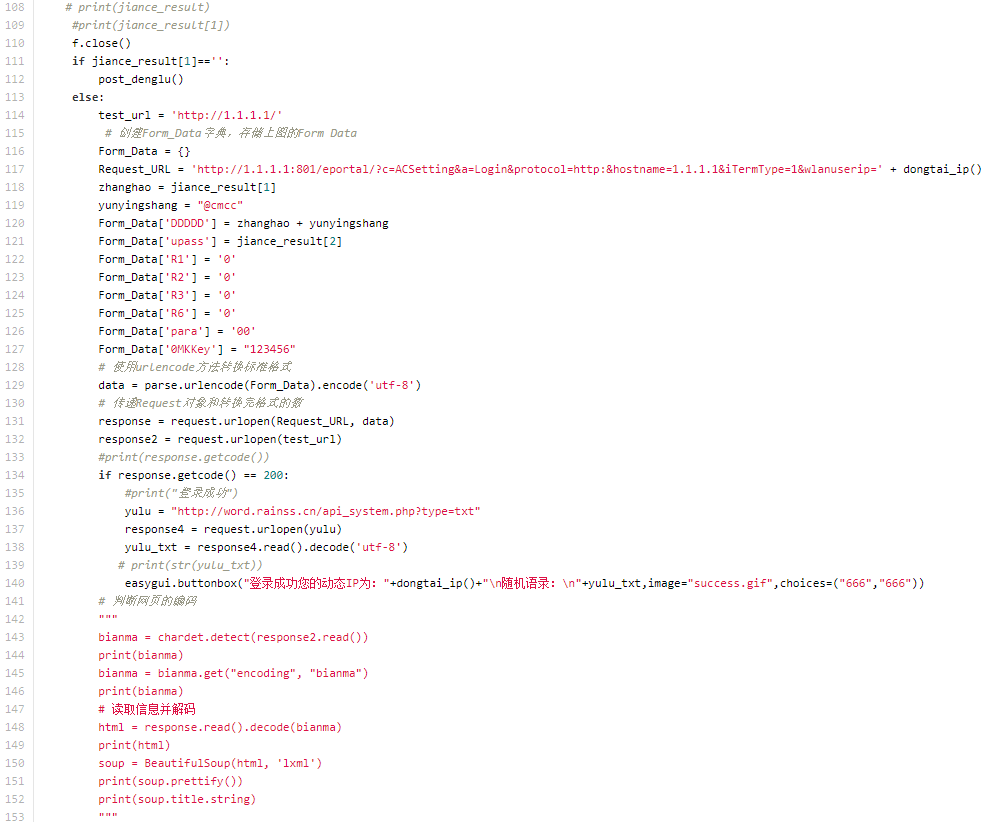 108 # print(jiance_result)
109 #print(jiance_result[1])
110 f.close()
111 if jiance_result[1]=='':
112 post_denglu()
113 else:
114 test_url = 'http://1.1.1.1/'
115 # 创建Form_Data字典，存储上图的Form Data
116 Form_Data = {}
117 Request_URL = 'http://1.1.1.1:801/eportal/?c=ACSetting&a=Login&protocol=http:&hostname=1.1.1.1&iTermType=1&wlanuserip=' + dongtai_ip()
118 zhanghao = jiance_result[1]
119 yunyingshang = "@cmcc"
120 Form_Data['DDDDD'] = zhanghao + yunyingshang
121 Form_Data['upass'] = jiance_result[2]
122 Form_Data['R1'] = '0'
123 Form_Data['R2'] = '0'
124 Form_Data['R3'] = '0'
125 Form_Data['R6'] = '0'
126 Form_Data['para'] = '00'
127 Form_Data['0MKKey'] = "123456"
128 # 使用urlencode方法转换标准格式
129 data = parse.urlencode(Form_Data).encode('utf-8')
130 # 传递Request对象和转换完格式的数
131 response = request.urlopen(Request_URL, data)
132 response2 = request.urlopen(test_url)
133 #print(response.getcode())
134 if response.getcode() == 200:
135 #print("登录成功")
136 yulu = "http://word.rainss.cn/api_system.php?type=txt"
137 response4 = request.urlopen(yulu)
138 yulu_txt = response4.read().decode('utf-8')
139 # print(str(yulu_txt))
140 easygui.buttonbox("登录成功您的动态IP为："+dongtai_ip()+"\n随机语录：\n"+yulu_txt,image="success.gif",choices=("666","666"))
141 # 判断网页的编码
142 """
143 bianma = chardet.detect(response2.read())
144 print(bianma)
145 bianma = bianma.get("encoding", "bianma")
146 print(bianma)
147 # 读取信息并解码
148 html = response.read().decode(bianma)
149 print(html)
150 soup = BeautifulSoup(html, 'lxml')
151 print(soup.prettify())
152 print(soup.title.string)
153 """